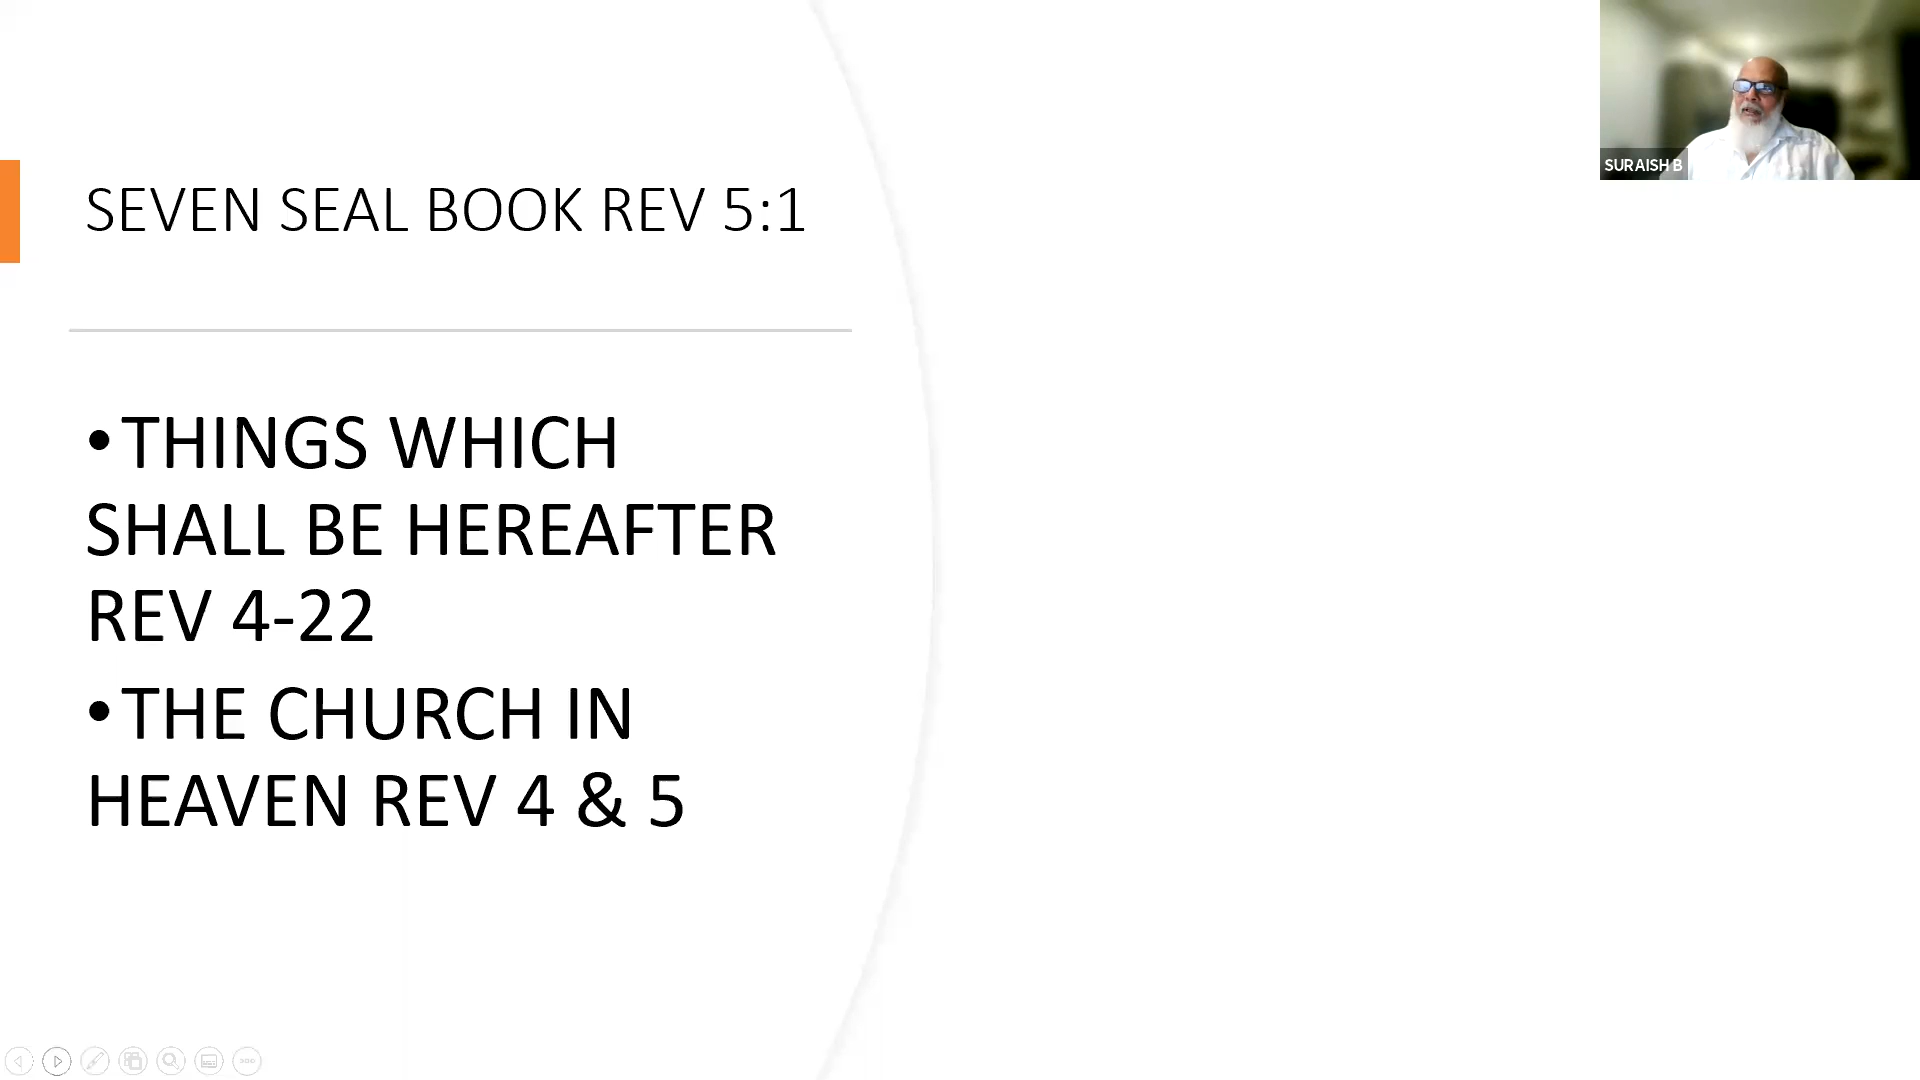 SURAISH B
SEVEN SEAL BOOK REV 5:1
•THINGS WHICH
SHALL BE HEREAFTER
REV 4-22
•THE CHURCH IN
HEAVEN REV 4 & 5